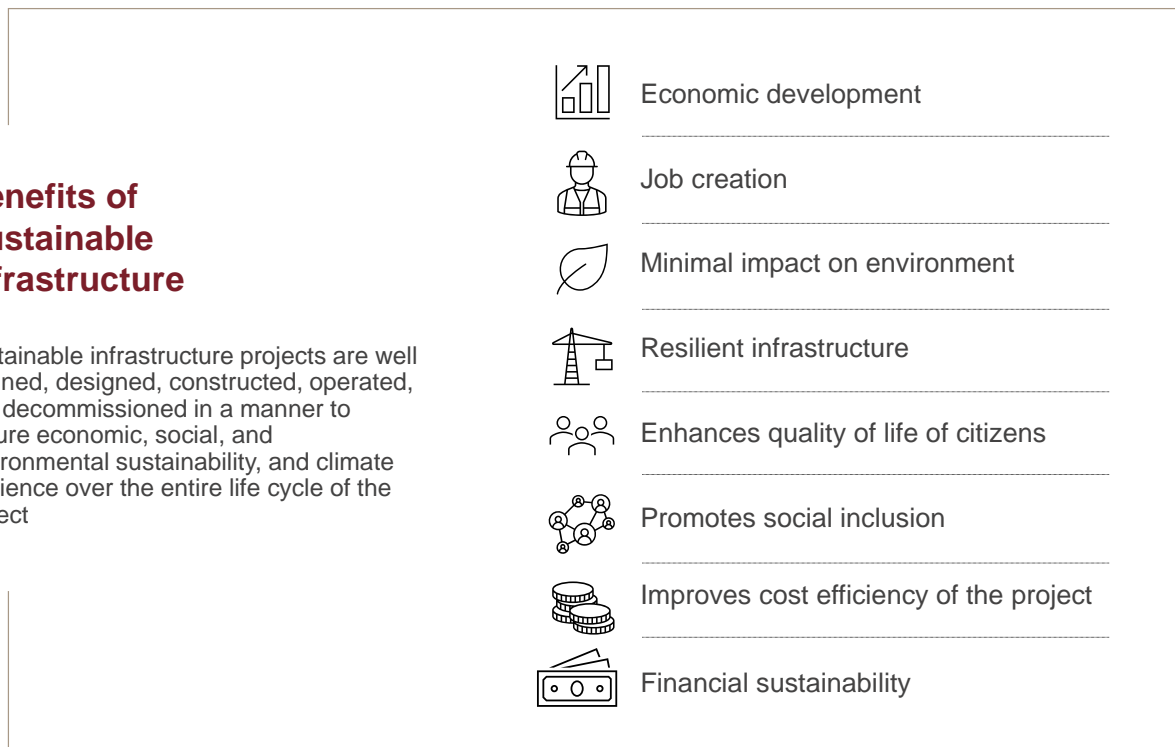 enefits of
ustainable
frastructure
tainable infrastructure projects are well
ned, designed, constructed, operated,
decommissioned in a manner to
ure economic, social, and
ronmental sustainability, and climate
ience over the entire life cycle of the
ect
Economic development
Job creation
Minimal impact on environment
Resilient infrastructure
Enhances quality of life of citizens
Promotes social inclusion
Improves cost efficiency of the project
Financial sustainability